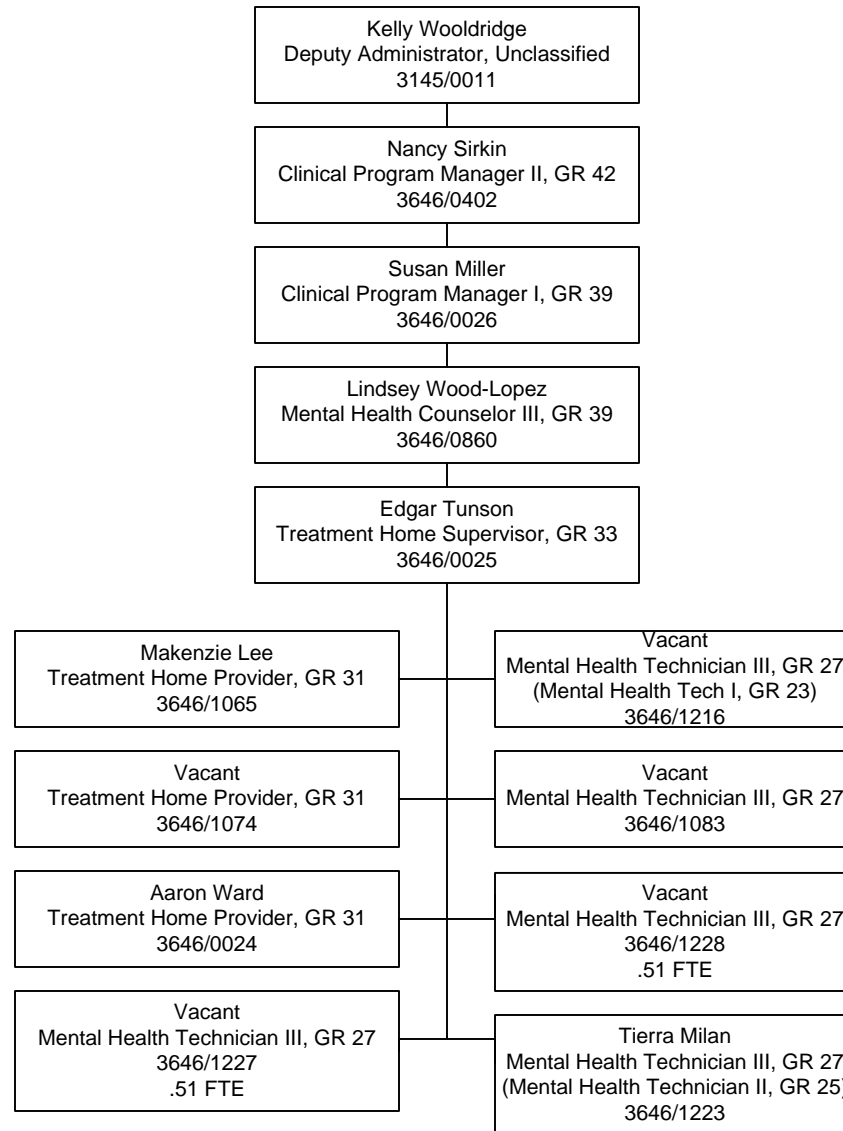 Kelly Wooldridge
Deputy Administrator, Unclassified
3145/0011
Nancy Sirkin
Clinical Program Manager II, GR 42
3646/0402
Susan Miller
Clinical Program Manager I, GR 39
3646/0026
Lindsey Wood-Lopez
Mental Health Counselor III, GR 39
3646/0860
Edgar Tunson
Treatment Home Supervisor, GR 33
3646/0025
Makenzie Lee
Treatment Home Provider, GR 31
3646/1065
Vacant
Mental Health Technician III, GR 27
(Mental Health Tech I, GR 23)
3646/1216
Vacant
Treatment Home Provider, GR 31
3646/1074
Vacant
Mental Health Technician III, GR 27
3646/1083
Aaron Ward
Treatment Home Provider, GR 31
3646/0024
Vacant
Mental Health Technician III, GR 27
3646/1228
.51 FTE
Vacant
Mental Health Technician III, GR 27
3646/1227
.51 FTE
Tierra Milan
Mental Health Technician III, GR 27
(Mental Health Technician II, GR 25)
3646/1223